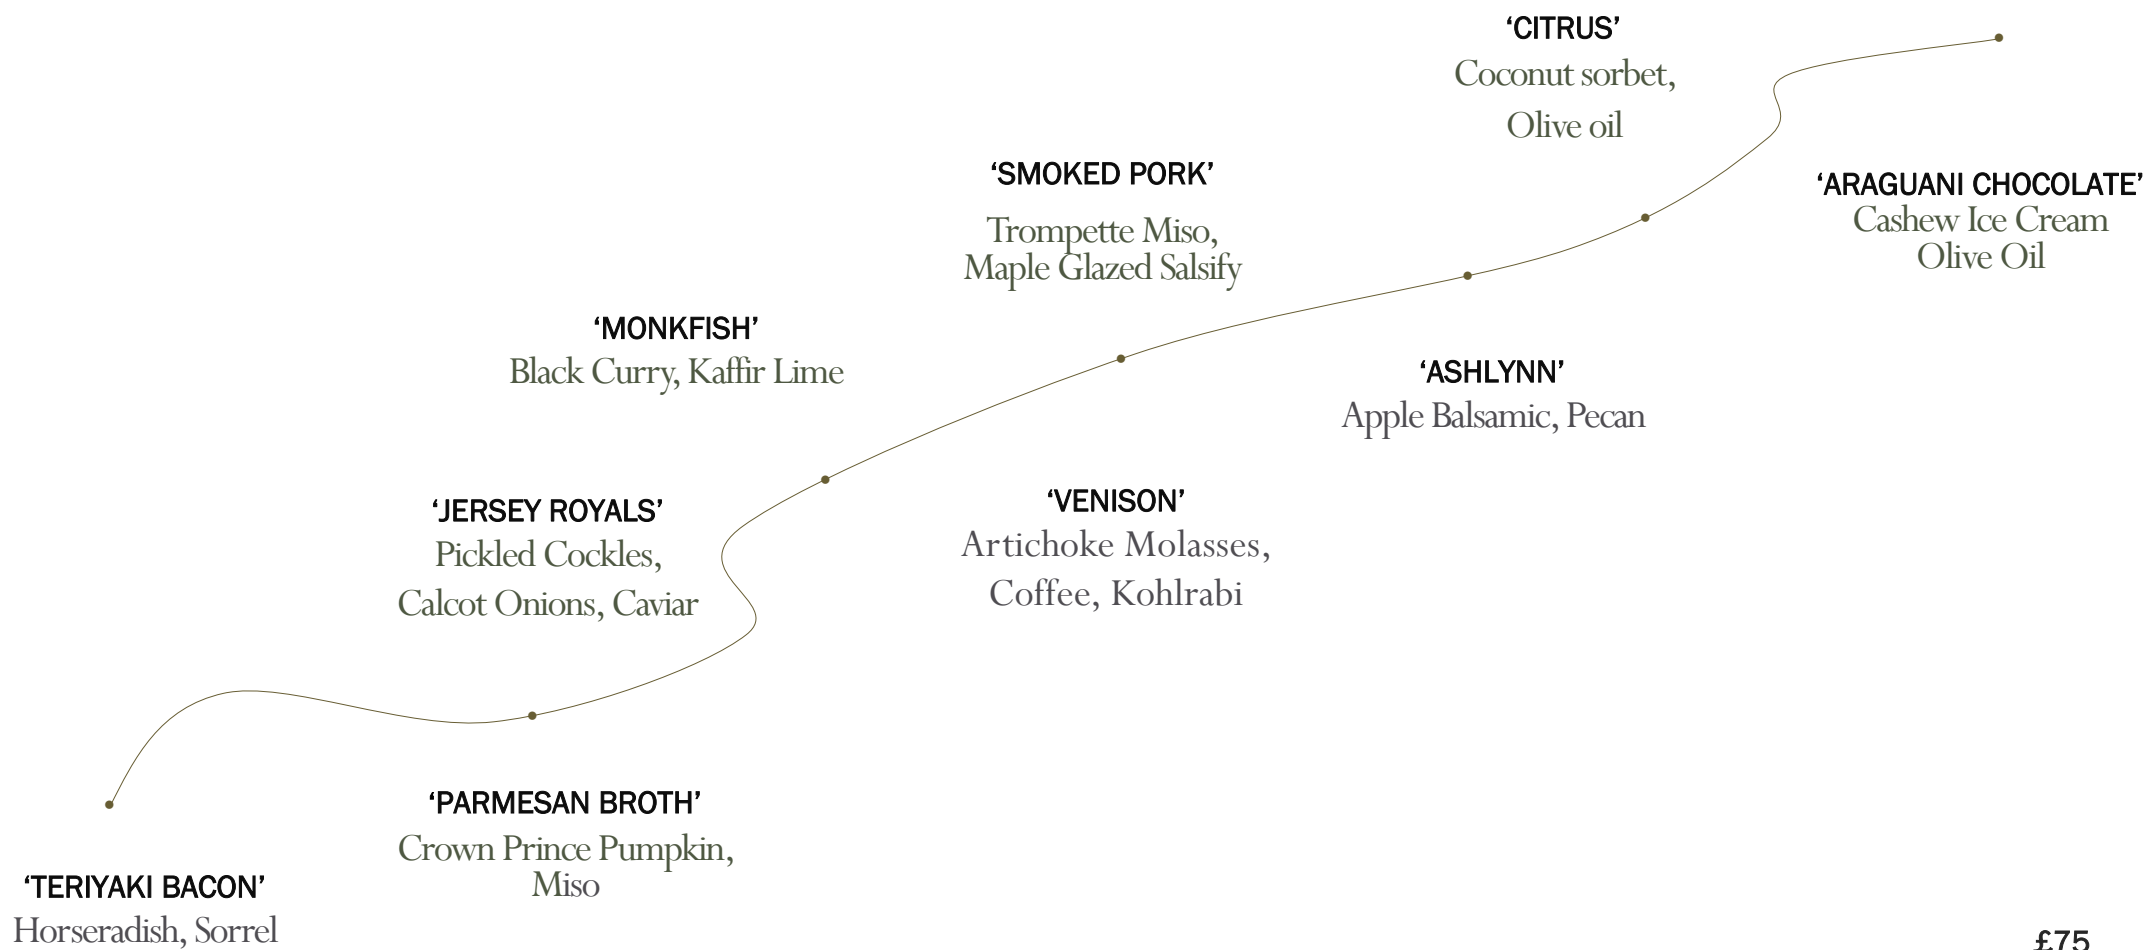 ‘CITRUS’
Coconut sorbet,
Olive oil
‘SMOKED PORK’
Trompette Miso,
Maple Glazed Salsify
‘ARAGUANI CHOCOLATE’
Cashew Ice Cream
Olive Oil
‘MONKFISH’
Black Curry, Kaffir Lime
‘ASHLYNN’
Apple Balsamic, Pecan
‘JERSEY ROYALS’
Pickled Cockles,
Calcot Onions, Caviar
‘VENISON’
Artichoke Molasses,
Coffee, Kohlrabi
‘PARMESAN BROTH’
Crown Prince Pumpkin,
Miso
‘TERIYAKI BACON’
Horseradish, Sorrel
£75